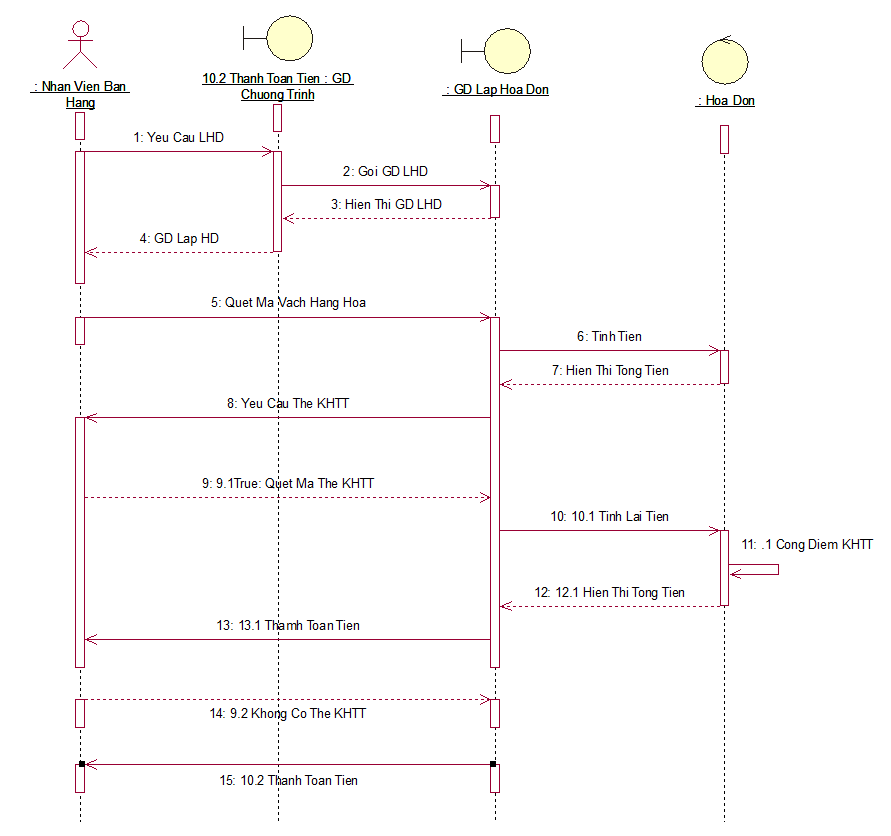 : Nhan Vien Ban
Hang
10.2 Thanh Toan Tien : GD
Chuong Trinh
: GD Lap Hoa Don
: Hoa Don
1: Yeu Cau LHD
2: Goi GD LHD
3: Hien Thi GD LHD
4: GD Lap HD
5: Quet Ma Vach Hang Hoa
6: Tinh Tien
7: Hien Thi Tong Tien
8: Yeu Cau The KHTT
9: 9.1True: Quet Ma The KHTT
10: 10.1 Tinh Lai Tien
11: .1 Cong Diem KHTT
12: 12.1 Hien Thi Tong Tien
13: 13.1 Thamh Toan Tien
14: 9.2 Khong Co The KHTT
15: 10.2 Thanh Toan Tien